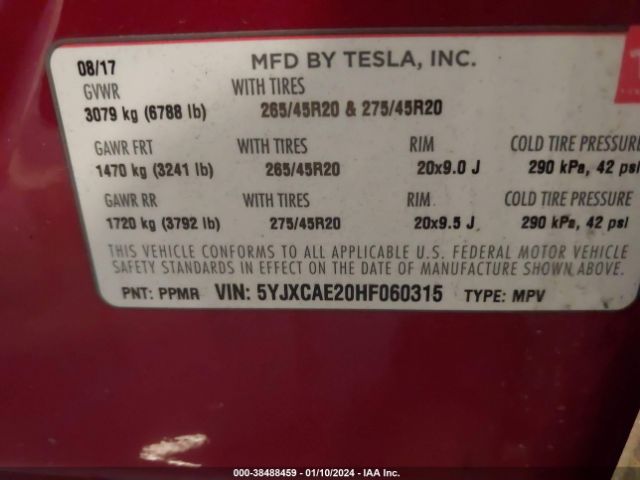 08/17 MFD BY TESLA, INC.
GVWR WITH TIRES
3079 kg (6788 lb) 265/45R20 & 275/45R20
GAWR FRT WITH TIRES RIM COLD TIRE PRESSURE
1470 kg (3241 lb) 265/45R20 20x9.0 J 290 kPa, 42 psi
GAWR RR WITH TIRES RIM COLD TIRE PRESSURE
1720 kg (3792 lb) 275/45R20 20x9.5 J 290 kPa, 42 psi
THIS VEHICLE CONFORMS TO ALL APPLICABLE U.S. FEDERAL MOTOR VEHICLE
SAFETY STANDARDS IN EFFECT ON THE DATE OF MANUFACTURE SHOWN ABOVE.
PNT: PPMR VIN: 5YJXCAE20HF060315 TYPE: MPV
000-38488459 - 01/10/2024 - IAA Inc.